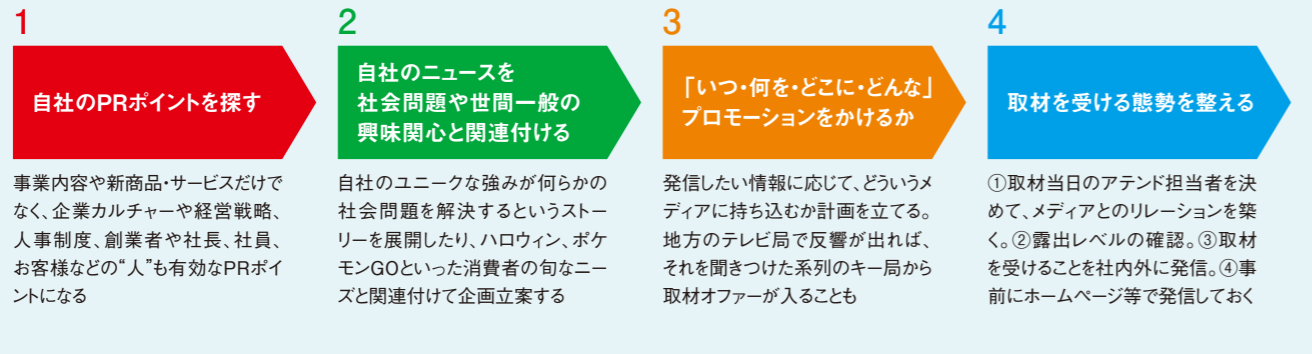 1
自社のPRポイントを探す
事業内容や新商品・サービスだけで
なく、企業カルチャーや経営戦略、
人事制度、創業者や社長、社員、
お客様などの“人”も有効なPRポイ
ントになる
2
自社のニュースを
社会問題や世間一般の
興味関心と関連付ける
自社のユニークな強みが何らかの
社会問題を解決するというストー
リーを展開したり、ハロウィン、ポケ
モンGOといった消費者の旬なニー
ズと関連付けて企画立案する
3
「いつ・何を・どこに・どんな」
プロモーションをかけるか
発信したい情報に応じて、どういうメ
ディアに持ち込むか計画を立てる。
地方のテレビ局で反響が出れば、
それを聞きつけた系列のキー局から
取材オファーが入ることも
4
取材を受ける態勢を整える
①取材当日のアテンド担当者を決
めて、メディアとのリレーションを築
く。②露出レベルの確認。③取材
を受けることを社内外に発信。④事
前にホームページ等で発信しておく